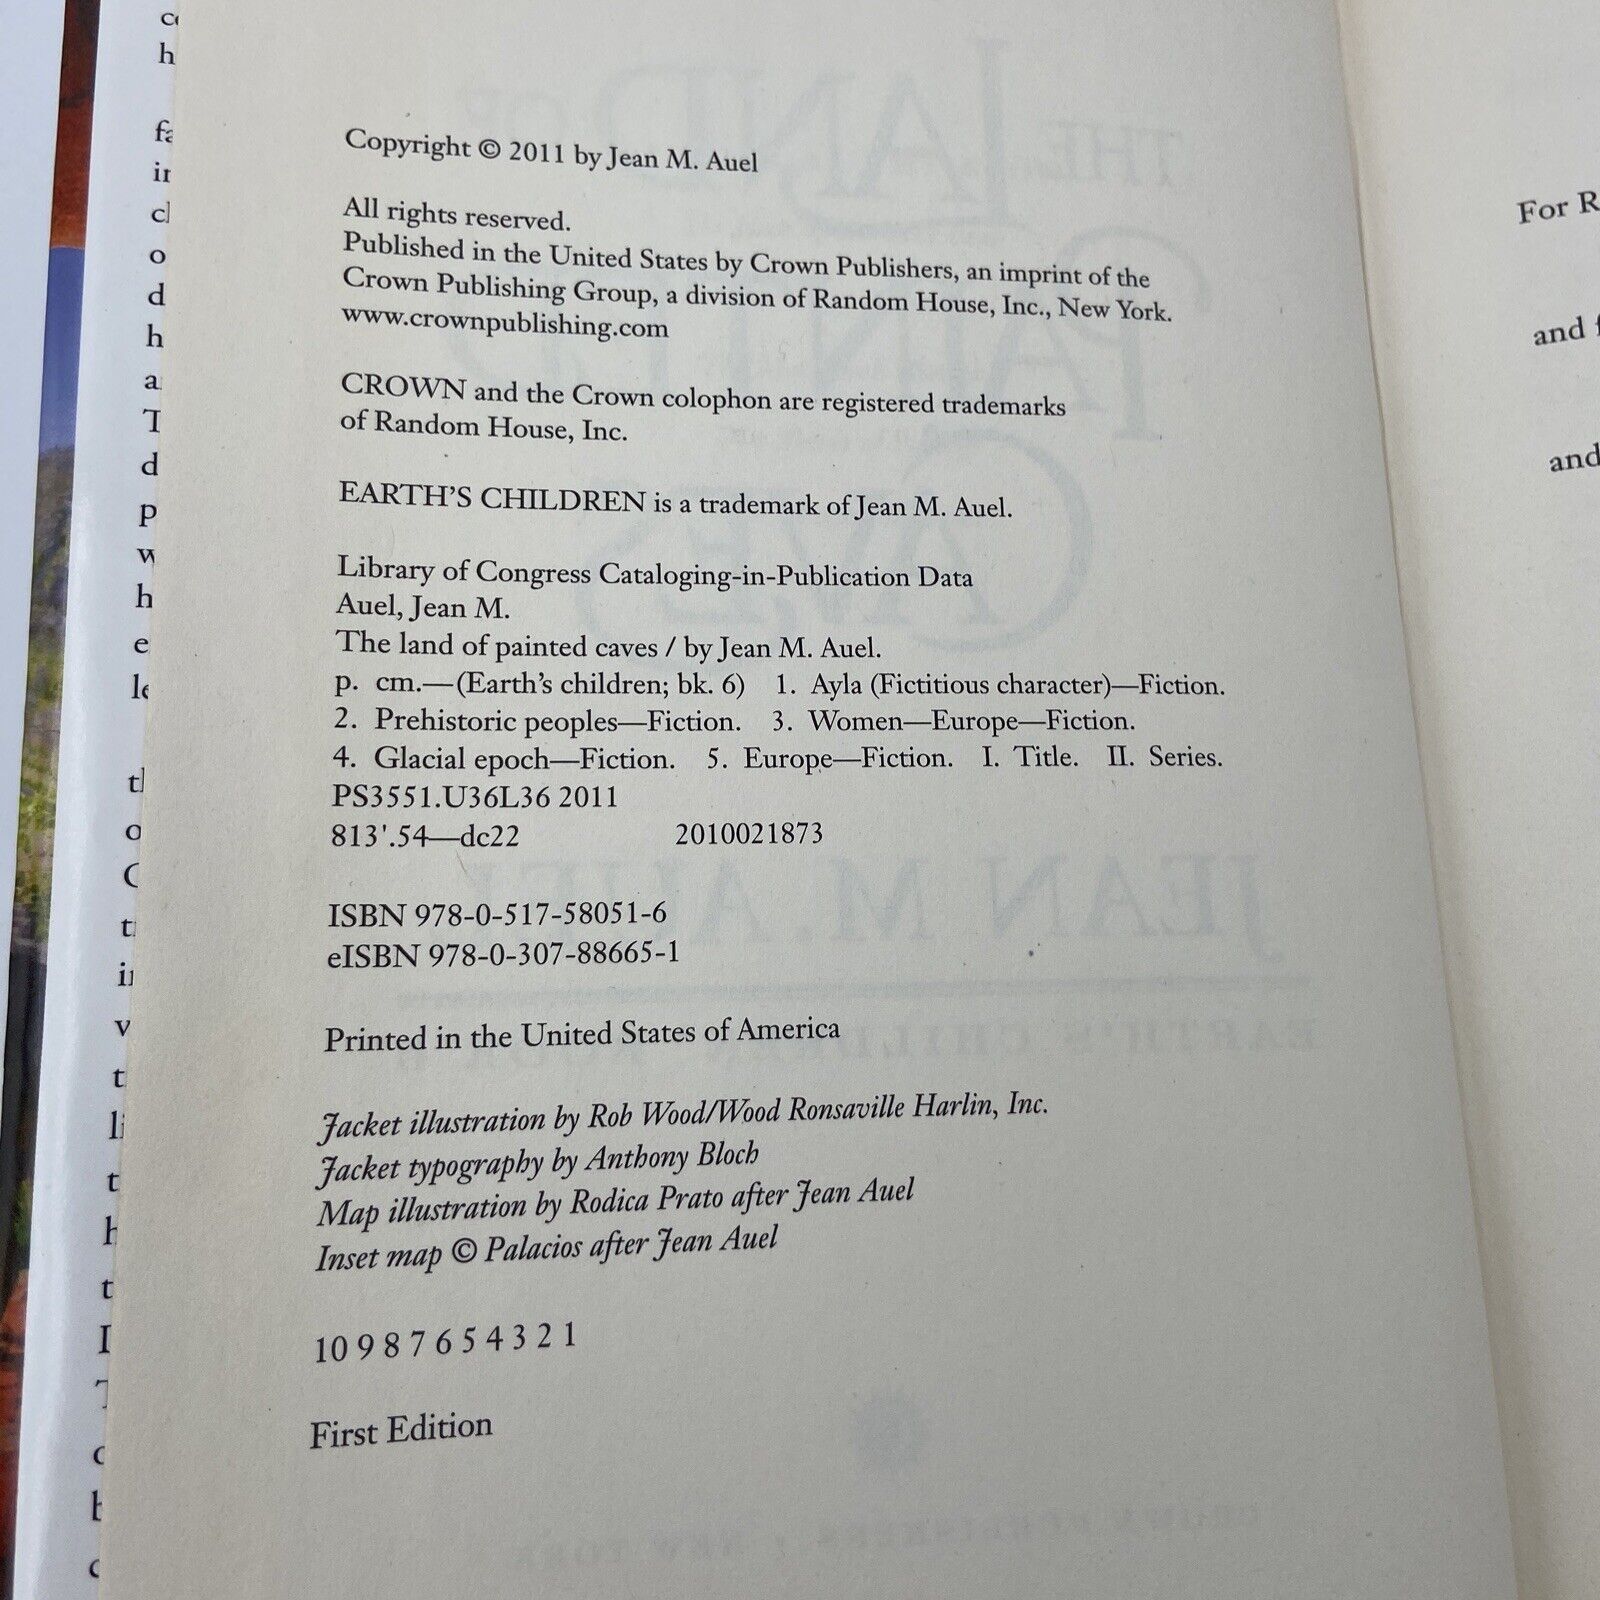 Copyright © 2011 by Jean M. Auel
All rights reserved.
Published in the United States by Crown Publishers, an imprint of the
Crown Publishing Group, a division of Random House, Inc., New York.
www.crownpublishing.com
CROWN and the Crown colophon are registered trademarks
of Random House, Inc.
EARTH'S CHILDREN is a trademark of Jean M. Auel.
Library of Congress Cataloging-in-Publication Data
Auel, Jean M.
The land of painted caves / by Jean M. Auel.
p. cm.—(Earth's children; bk. 6) 1. Ayla (Fictitious character)—Fiction.
2. Prehistoric peoples—Fiction. 3. Women—Europe—Fiction.
4. Glacial epoch—Fiction. 5. Europe—Fiction. I. Title. II. Series.
PS3551.U36L36 2011
813'.54—dc22 2010021873
ISBN 978-0-517-58051-6
eISBN 978-0-307-88665-1
Printed in the United States of America
Jacket illustration by Rob Wood/Wood Ronsaville Harlin, Inc.
Jacket typography by Anthony Bloch
Map illustration by Rodica Prato after Jean Auel
Inset map © Palacios after Jean Auel
10 9 8 7 6 5 4 3 2 1
First Edition
For R
and f
and